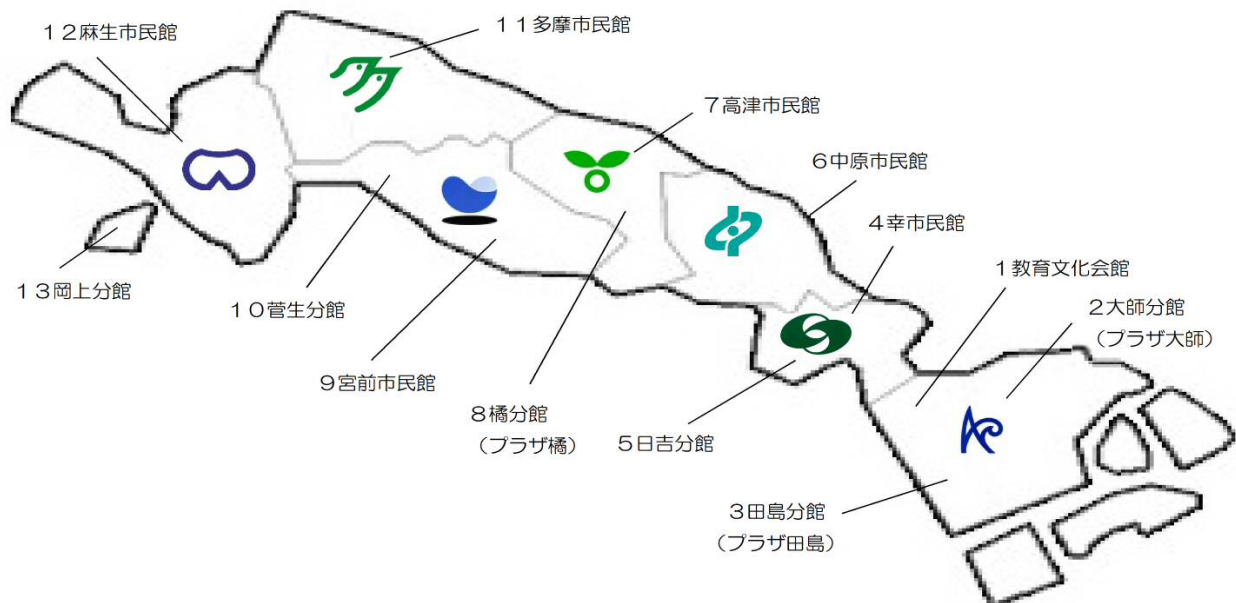 １２麻生市民館
１１多摩市民館
７高津市民館
６中原市民館
４幸市民館
１教育文化会館
２大師分館
（プラザ大師）
１３岡上分館
１０菅生分館
９宮前市民館
８橘分館
（プラザ橘）
５日吉分館
３田島分館
（プラザ田島）